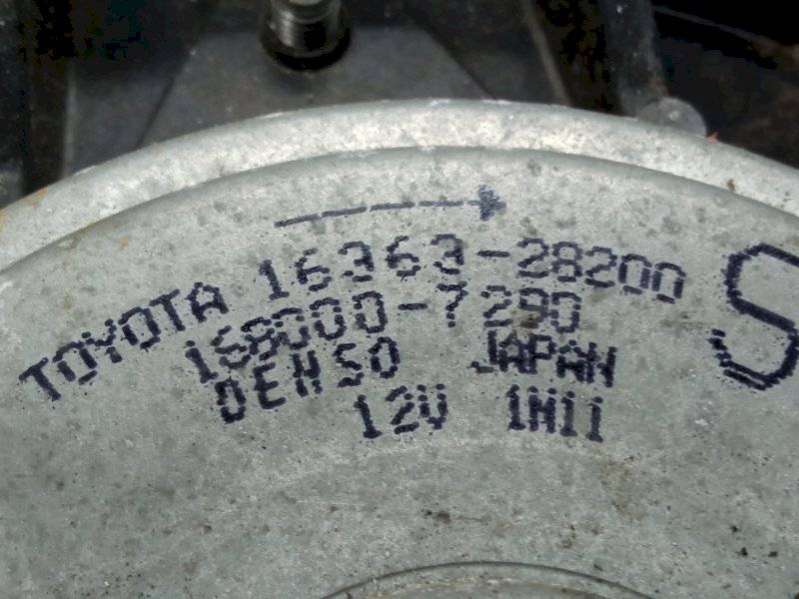 TOYOTA 16363-28200
168000-7290
DENSO JAPAN
12V 1H11
S